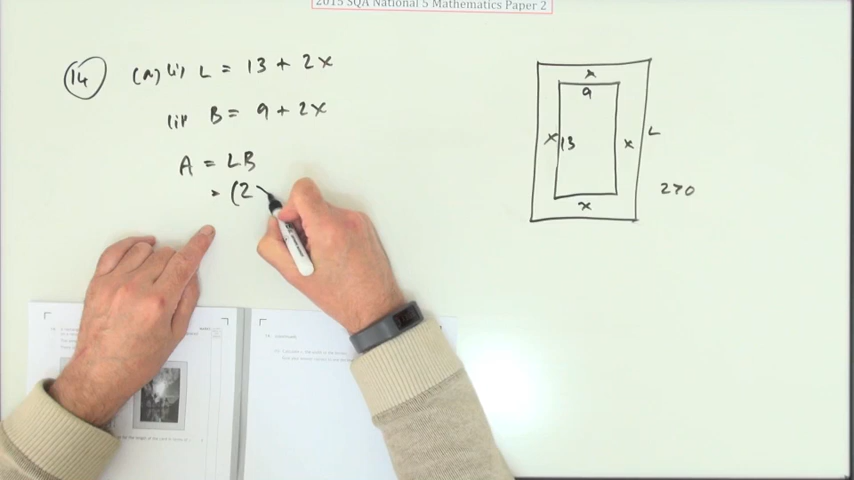 2015 SQA National 5 Mathematics Paper 2
14 (a) (i) L = 13 + 2x
(ii) B = 9 + 2x
A = LB
= (2
x
9
x 13 x L
x
270